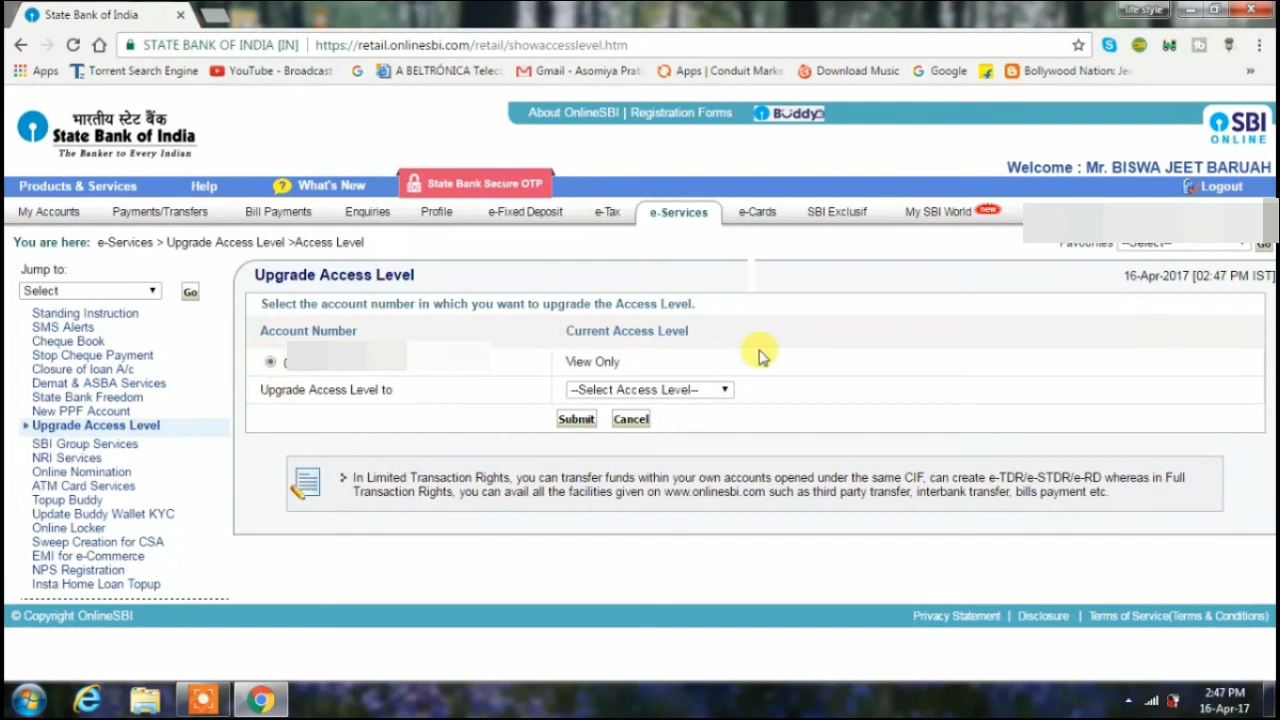 State Bank of India
life style
STATE BANK OF INDIA [IN] https://retail.onlinesbi.com/retail/showaccesslevel.htm
Apps Torrent Search Engine YouTube - Broadcast A BELTRÓNICA Telecc Gmail - Asomiya Prati Apps | Conduit Marke Download Music Google Bollywood Nation: Je »
भारतीय स्टेट बैंक
State Bank of India
The Banker to Every Indian
About OnlineSBI | Registration Forms Buddy
SBI
ONLINE
Welcome : Mr. BISWA JEET BARUAH
Products & Services Help ? What's New State Bank Secure OTP Logout
My Accounts Payments/Transfers Bill Payments Enquiries Profile e-Fixed Deposit e-Tax e-Services e-Cards SBI Exclusif My SBI World new
You are here: e-Services > Upgrade Access Level >Access Level Favourites --Select-- Go
Jump to:
Select Go
Standing Instruction
SMS Alerts
Cheque Book
Stop Cheque Payment
Closure of loan A/c
Demat & ASBA Services
State Bank Freedom
New PPF Account
Upgrade Access Level
SBI Group Services
NRI Services
Online Nomination
ATM Card Services
Topup Buddy
Update Buddy Wallet KYC
Online Locker
Sweep Creation for CSA
EMI for e-Commerce
NPS Registration
Insta Home Loan Topup
Upgrade Access Level 16-Apr-2017 [02:47 PM IST]
Select the account number in which you want to upgrade the Access Level.
Account Number Current Access Level
View Only
Upgrade Access Level to --Select Access Level--
Submit Cancel
In Limited Transaction Rights, you can transfer funds within your own accounts opened under the same CIF, can create e-TDR/e-STDR/e-RD whereas in Full
Transaction Rights, you can avail all the facilities given on www.onlinesbi.com such as third party transfer, interbank transfer, bills payment etc.
© Copyright OnlineSBI Privacy Statement | Disclosure | Terms of Service(Terms & Conditions)
2:47 PM
16-Apr-17